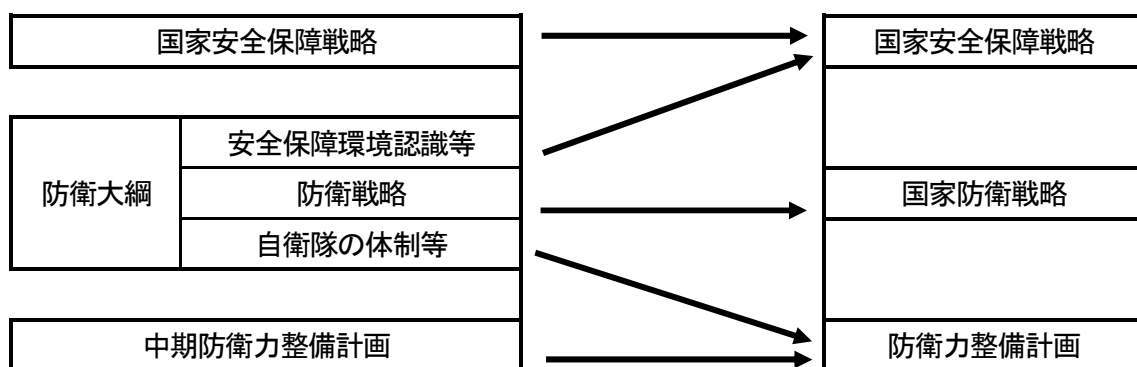 国家安全保障戦略
国家安全保障戦略
防衛大綱
安全保障環境認識等
防衛戦略
国家防衛戦略
自衛隊の体制等
中期防衛力整備計画
防衛力整備計画